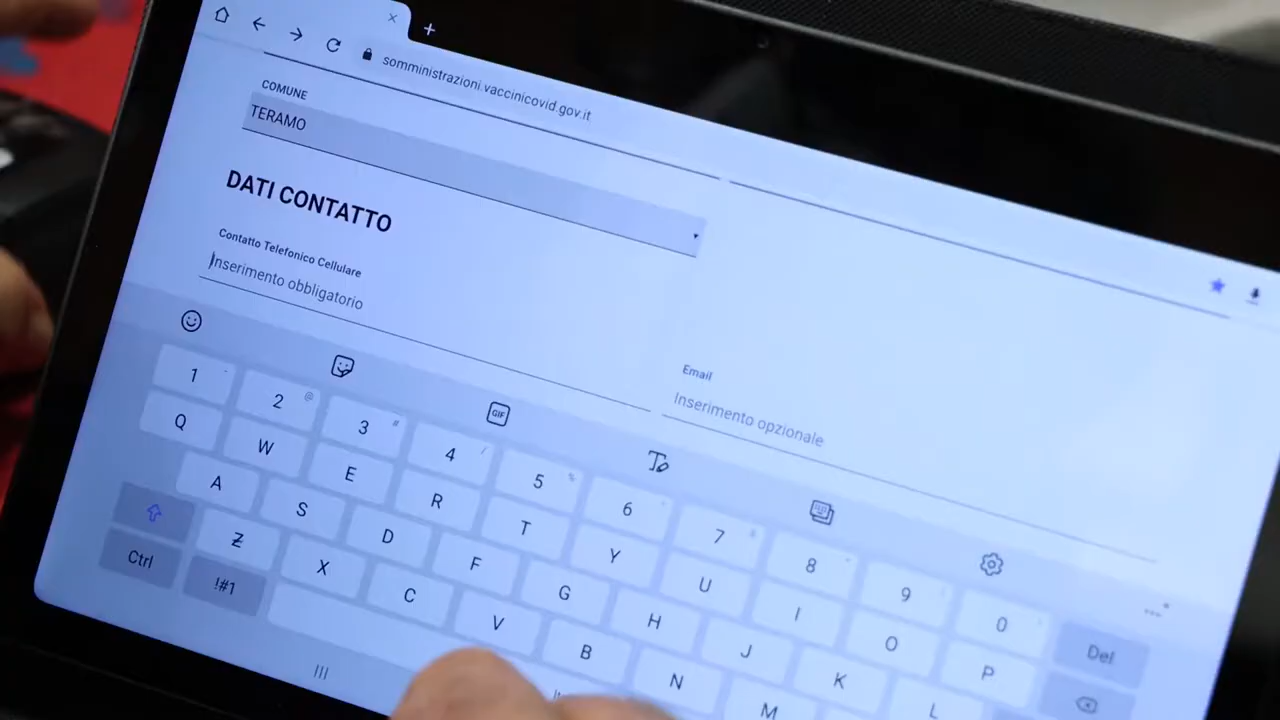 somministrazioni.vaccinicovid.gov.it
COMUNE
TERAMO
DATI CONTATTO
Contatto Telefonico Cellulare
Inserimento obbligatorio
Email
Inserimento opzionale
GIF
1 2 @ 3 # 4 / 5 % 6 7 8 9 0 Del
Q W E R T Y U I O P
A S D F G H J K L
Z X C V B N M
Ctrl !#1